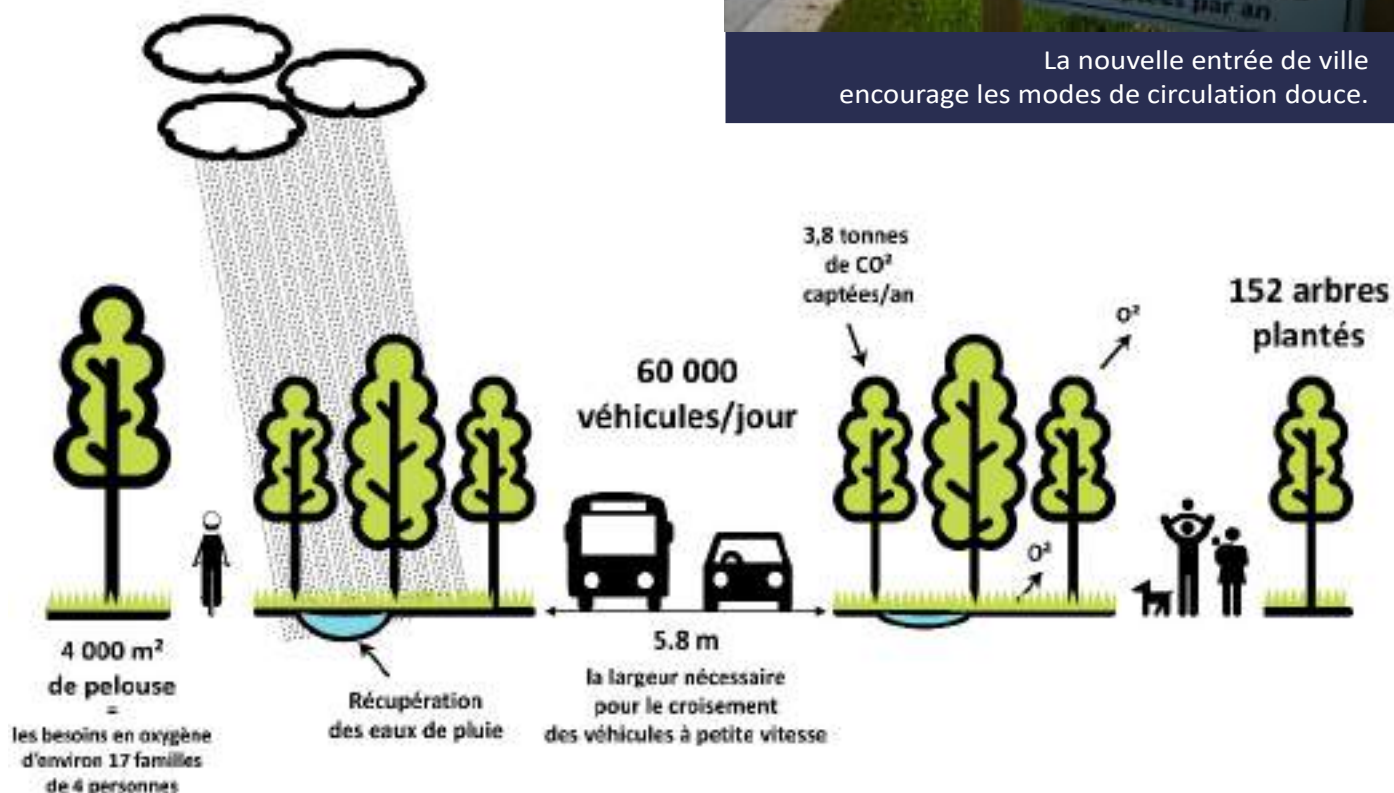 par an
La nouvelle entrée de ville
encourage les modes de circulation douce.
3,8 tonnes
de CO²
captées/an
O²
152 arbres
plantés
60 000
véhicules/jour
O²
4 000 m²
de pelouse
=
les besoins en oxygène
d'environ 17 familles
de 4 personnes
Récupération
des eaux de pluie
5.8 m
la largeur nécessaire
pour le croisement
des véhicules à petite vitesse